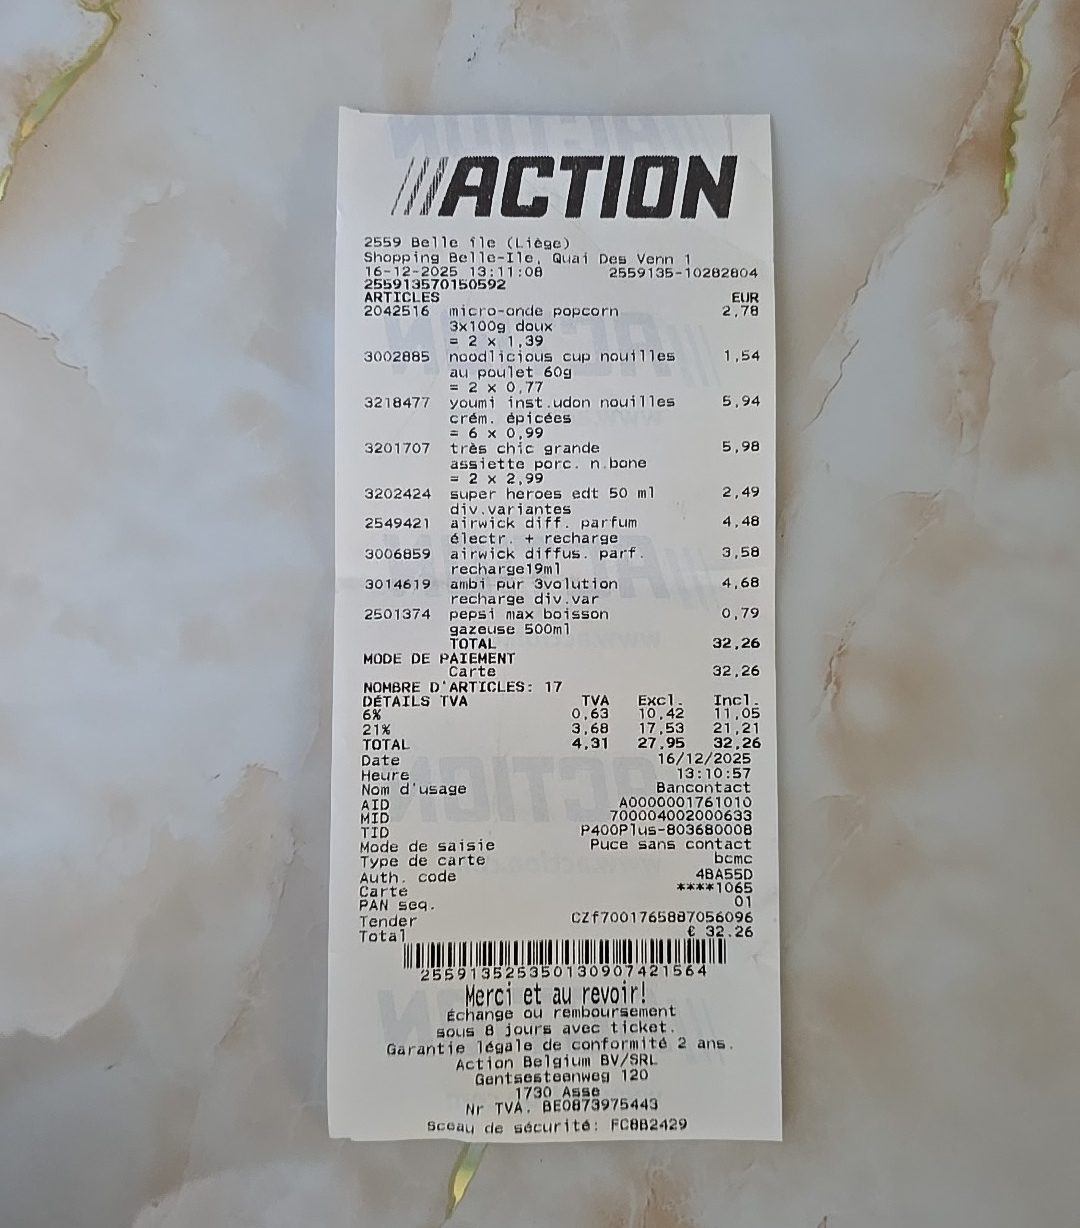 ///ACTION
2559 Belle île (Liège)
Shopping Belle-Ile, Quai Des Venn 1
16-12-2025 13:11:08 2559135-10282804
255913570150592
ARTICLES EUR
2042516 micro-onde popcorn 2,78
3x100g doux
= 2 x 1,39
3002885 noodlicious cup nouilles 1,54
au poulet 60g
= 2 x 0,77
3218477 youmi inst.udon nouilles 5,94
crém. épicées
= 6 x 0,99
3201707 très chic grande 5,98
assiette porc. n.bone
= 2 x 2,99
3202424 super heroes edt 50 ml 2,49
div.variantes
2549421 airwick diff. parfum 4,48
électr. + recharge
3006859 airwick diffus. parf. 3,58
recharge19ml
3014619 ambi pur 3volution 4,68
recharge div.var
2501374 pepsi max boisson 0,79
gazeuse 500ml
TOTAL 32,26
MODE DE PAIEMENT
Carte 32,26
NOMBRE D'ARTICLES: 17
DÉTAILS TVA TVA Excl. Incl.
6% 0,63 10,42 11,05
21% 3,68 17,53 21,21
TOTAL 4,31 27,95 32,26
Date 16/12/2025
Heure 13:10:57
Nom d'usage Bancontact
AID A0000001761010
MID 700004002000633
TID P400Plus-803680008
Mode de saisie Puce sans contact
Type de carte bcmc
Auth. code 4BA55D
Carte ****1065
PAN seq. 01
Tender CZf7001765887056096
Total € 32.26
255913525350130907421564
Merci et au revoir!
Échange ou remboursement
sous 8 jours avec ticket.
Garantie légale de conformité 2 ans.
Action Belgium BV/SRL
Gentsesteenweg 120
1730 Asse
Nr TVA. BE0873975443
Sceau de sécurité: FC8B2429